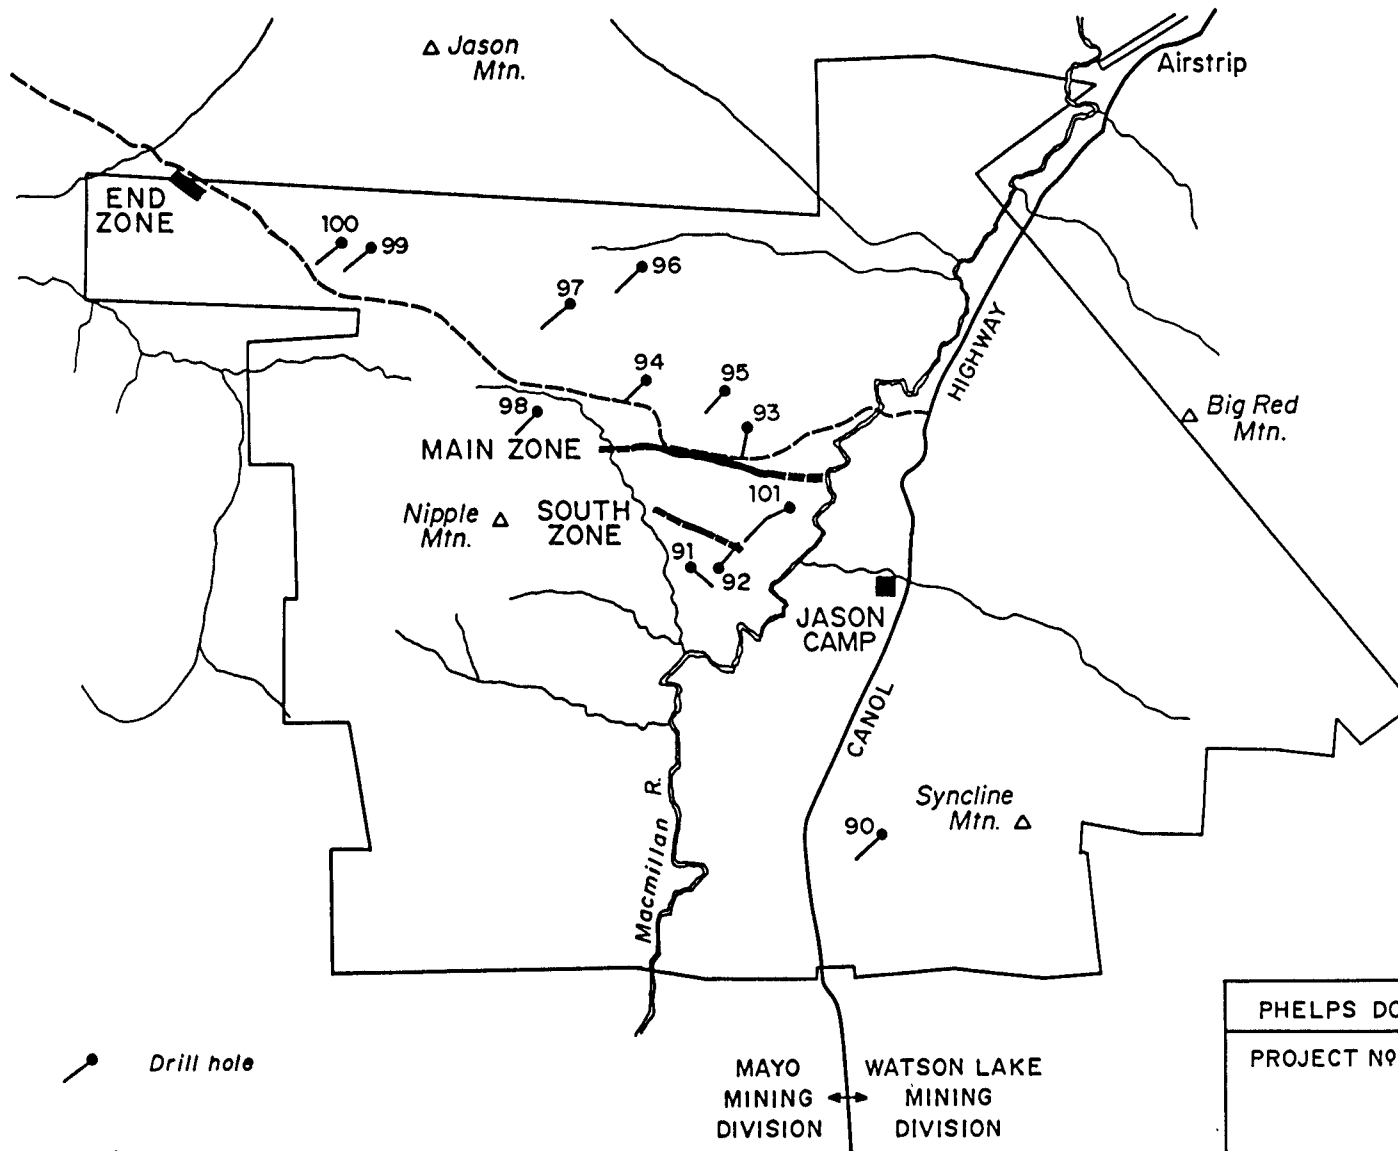 Jason
Mtn.
Airstrip
END
ZONE
100
99
96
97
HIGHWAY
94
95
98
93
Big Red
Mtn.
MAIN ZONE
101
Nipple
Mtn.
SOUTH
ZONE
91
92
JASON
CAMP
CANOL
Macmillan R.
Syncline
Mtn.
90
PHELPS DO
PROJECT Nº
Drill hole
MAYO
MINING
DIVISION
WATSON LAKE
MINING
DIVISION